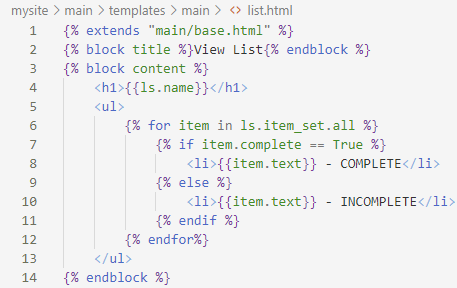 mysite > main > templates > main > <> list.html
1 {% extends "main/base.html" %}
2 {% block title %}View List{% endblock %}
3 {% block content %}
4 <h1>{{ls.name}}</h1>
5 <ul>
6 {% for item in ls.item_set.all %}
7 {% if item.complete == True %}
8 <li>{{item.text}} - COMPLETE</li>
9 {% else %}
10 <li>{{item.text}} - INCOMPLETE</li>
11 {% endif %}
12 {% endfor%}
13 </ul>
14 {% endblock %}